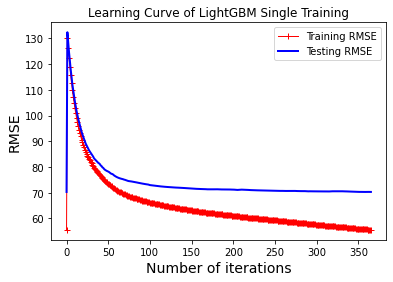 Learning Curve of LightGBM Single Training
Training RMSE
Testing RMSE
RMSE
130
120
110
100
90
80
70
60
0 50 100 150 200 250 300 350
Number of iterations